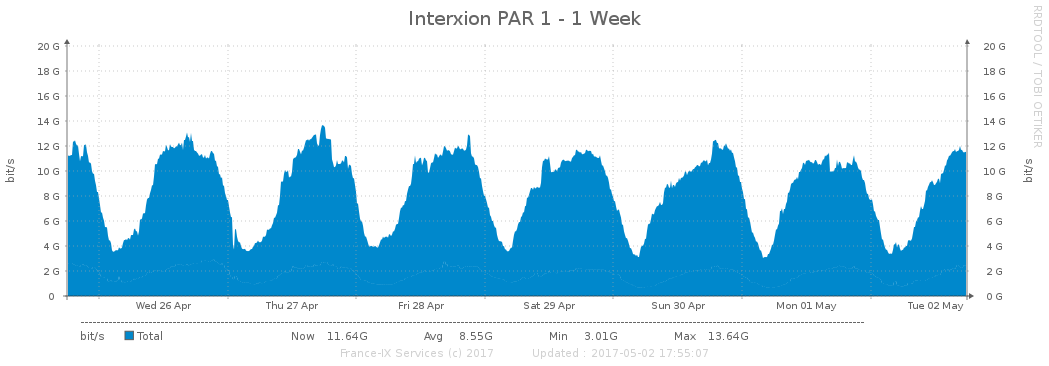 Interxion PAR 1 - 1 Week
RRDTOOL / TOBI OETIKER
bit/s
20 G 20 G
18 G 18 G
16 G 16 G
14 G 14 G
12 G 12 G
10 G 10 G
8 G 8 G
6 G 6 G
4 G 4 G
2 G 2 G
0 0 G
bit/s
Wed 26 Apr Thu 27 Apr Fri 28 Apr Sat 29 Apr Sun 30 Apr Mon 01 May Tue 02 May
bit/s Total Now 11.64G Avg 8.55G Min 3.01G Max 13.64G
France-IX Services (c) 2017 Updated : 2017-05-02 17:55:07